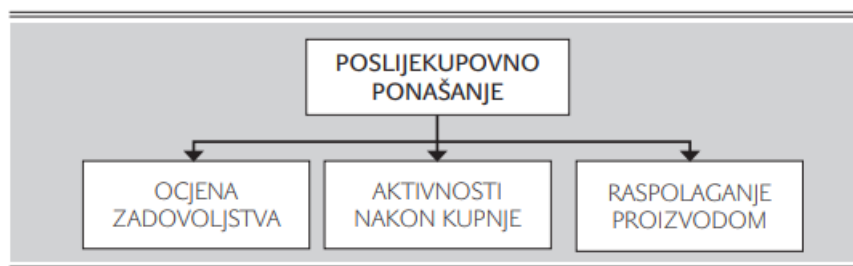 POSLIJEKUPOVNO
PONAŠANJE
OCJENA
ZADOVOLJSTVA
AKTIVNOSTI
NAKON KUPNJE
RASPOLAGANJE
PROIZVODOM